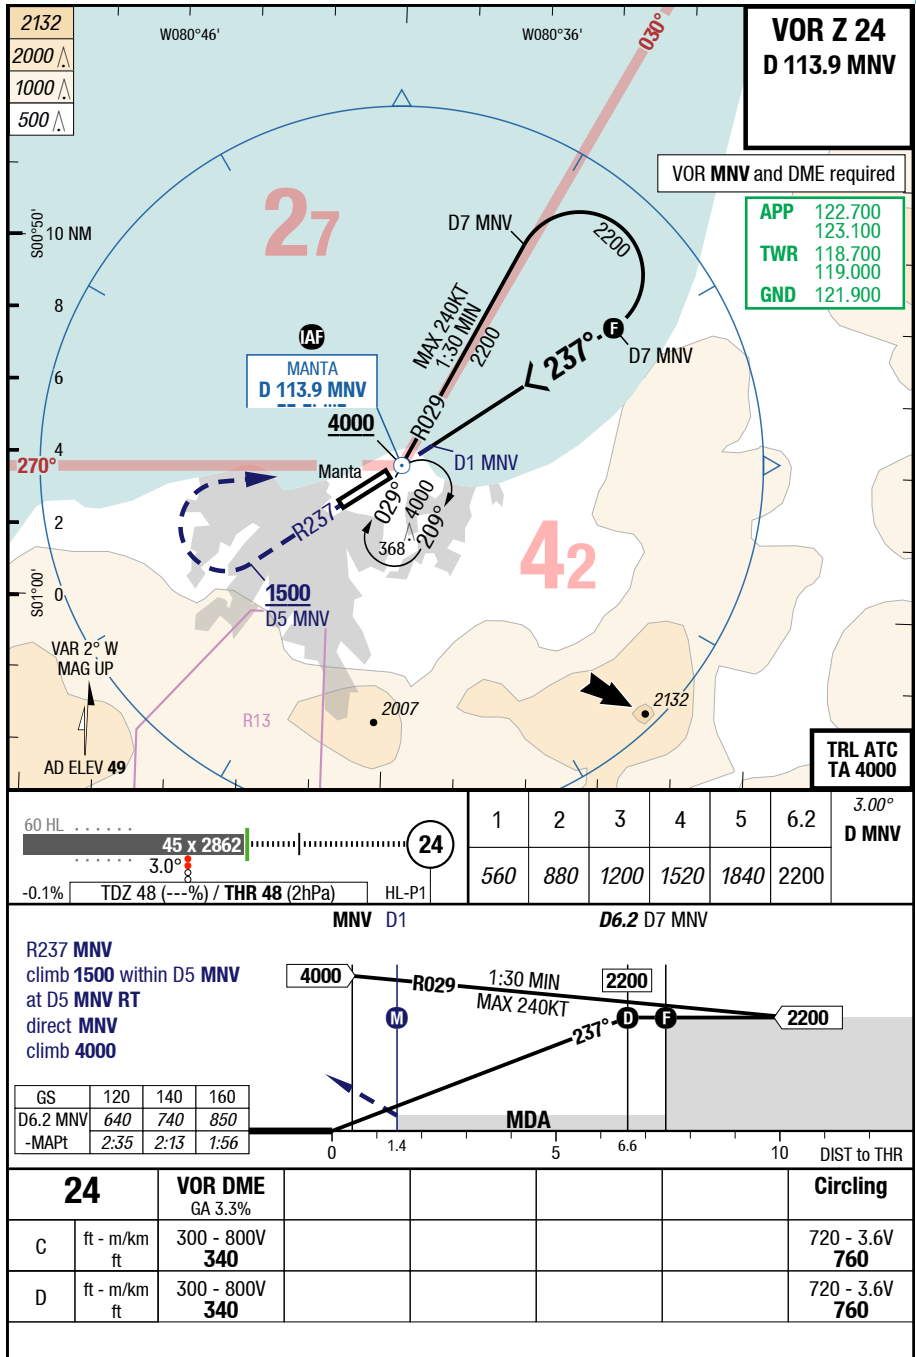 2132
2000
1000
500
W080°46'
W080°36'
030°
VOR Z 24
D 113.9 MNV
VOR MNV and DME required
APP 122.700
123.100
TWR 118.700
119.000
GND 121.900
27
S00°50'
10 NM
8
6
4
2
0
S01°00'
D7 MNV
2200
MAX 240KT
1:30 MIN
2200
IAF
F
D7 MNV
237°
MANTA
D 113.9 MNV
4000
R029
270°
Manta
D1 MNV
R237
029°
4000
209°
368
42
1500
D5 MNV
VAR 2° W
MAG UP
R13
2007
2132
AD ELEV 49
TRL ATC
TA 4000
60 HL
45 x 2862
24
3.0°
-0.1%
TDZ 48 (---%) / THR 48 (2hPa)
HL-P1
1 2 3 4 5 6.2 3.00°
D MNV
560 880 1200 1520 1840 2200
MNV D1 D6.2 D7 MNV
R237 MNV
climb 1500 within D5 MNV
at D5 MNV RT
direct MNV
climb 4000
4000
R029
1:30 MIN
MAX 240KT
2200
M
237°
D
F
2200
MDA
GS 120 140 160
D6.2 MNV 640 740 850
-MAPt 2:35 2:13 1:56
0 1.4 5 6.6 10 DIST to THR
24 VOR DME Circling
GA 3.3%
C ft - m/km 300 - 800V 720 - 3.6V
ft 340 760
D ft - m/km 300 - 800V 720 - 3.6V
ft 340 760